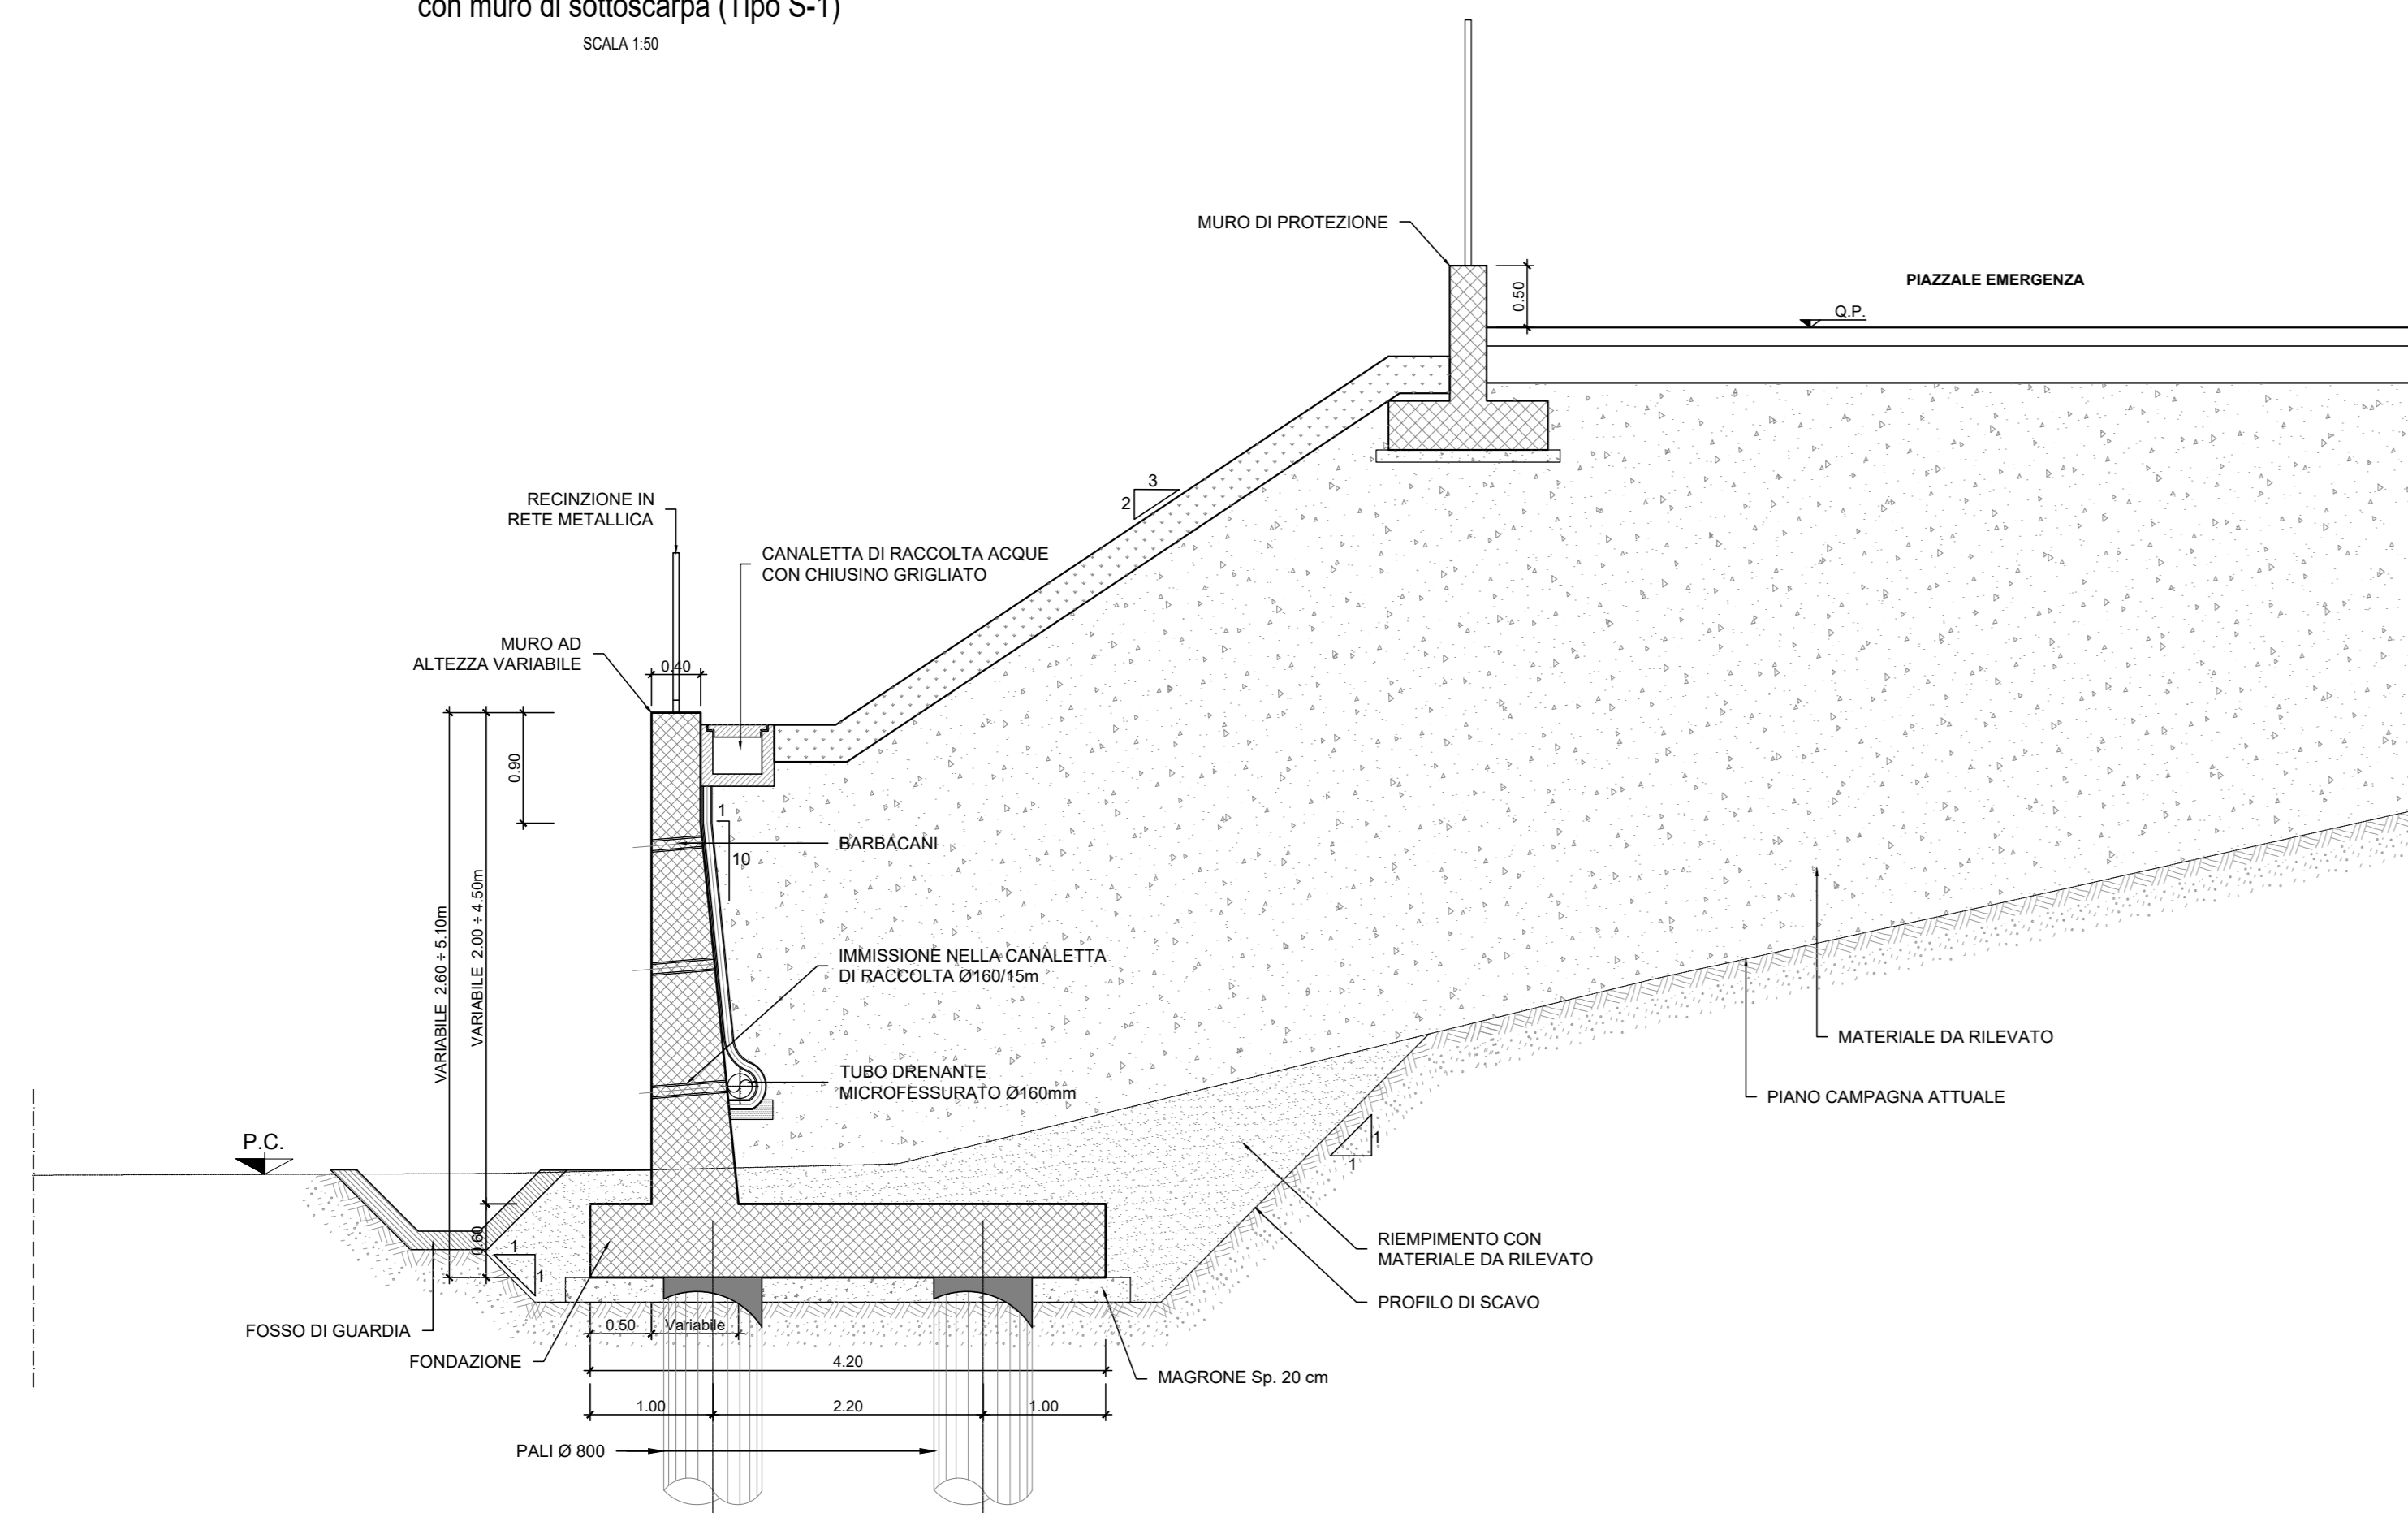 con muro di sottoscarpa (Tipo S-1)
SCALA 1:50
MURO DI PROTEZIONE
0.50
PIAZZALE EMERGENZA
Q.P.
3
2
RECINZIONE IN
RETE METALLICA
CANALETTA DI RACCOLTA ACQUE
CON CHIUSINO GRIGLIATO
MURO AD
ALTEZZA VARIABILE
0.40
0.90
1
10
BARBACANI
VARIABILE 2.60 ÷ 5.10m
VARIABILE 2.00 ÷ 4.50m
IMMISSIONE NELLA CANALETTA
DI RACCOLTA Ø160/15m
TUBO DRENANTE
MICROFESSURATO Ø160mm
MATERIALE DA RILEVATO
PIANO CAMPAGNA ATTUALE
P.C.
1
1
0.60
1
1
RIEMPIMENTO CON
MATERIALE DA RILEVATO
PROFILO DI SCAVO
FOSSO DI GUARDIA
0.50
Variabile
FONDAZIONE
4.20
MAGRONE Sp. 20 cm
1.00
2.20
1.00
PALI Ø 800